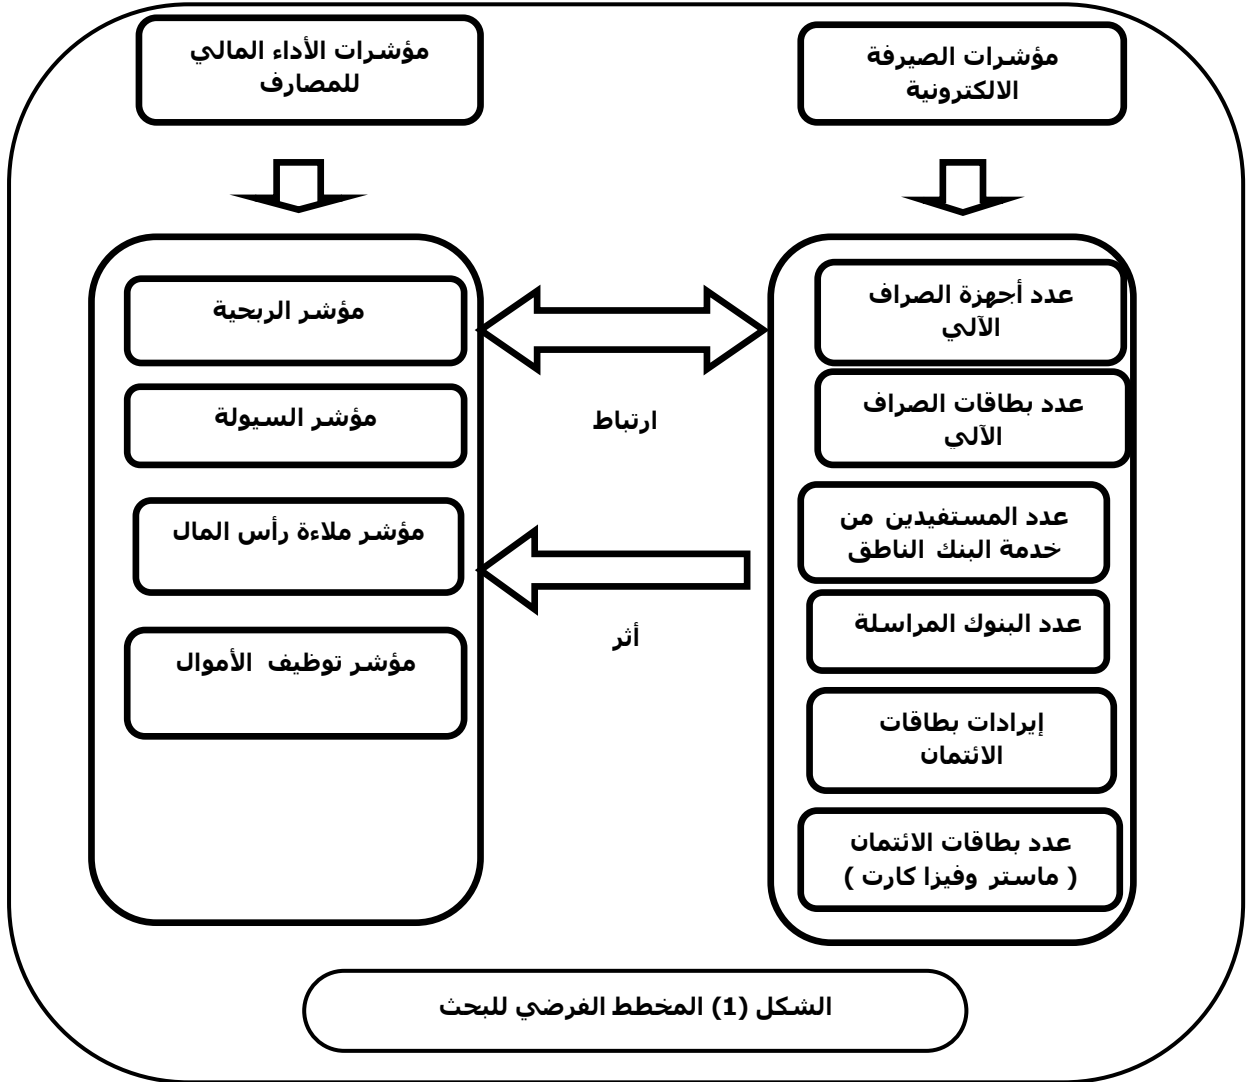 مؤشرات الصيرفة
الالكترونية
مؤشرات الأداء المالي
للمصارف
عدد أجهزة الصراف
الآلي
عدد بطاقات الصراف
الآلي
عدد المستفيدين من
خدمة البنك الناطق
عدد البنوك المراسلة
إيرادات بطاقات
الائتمان
عدد بطاقات الائتمان
( ماستر وفيزا كارت )
ارتباط
أثر
مؤشر الربحية
مؤشر السيولة
مؤشر ملاءة رأس المال
مؤشر توظيف الأموال
الشكل (1) المخطط الفرضي للبحث